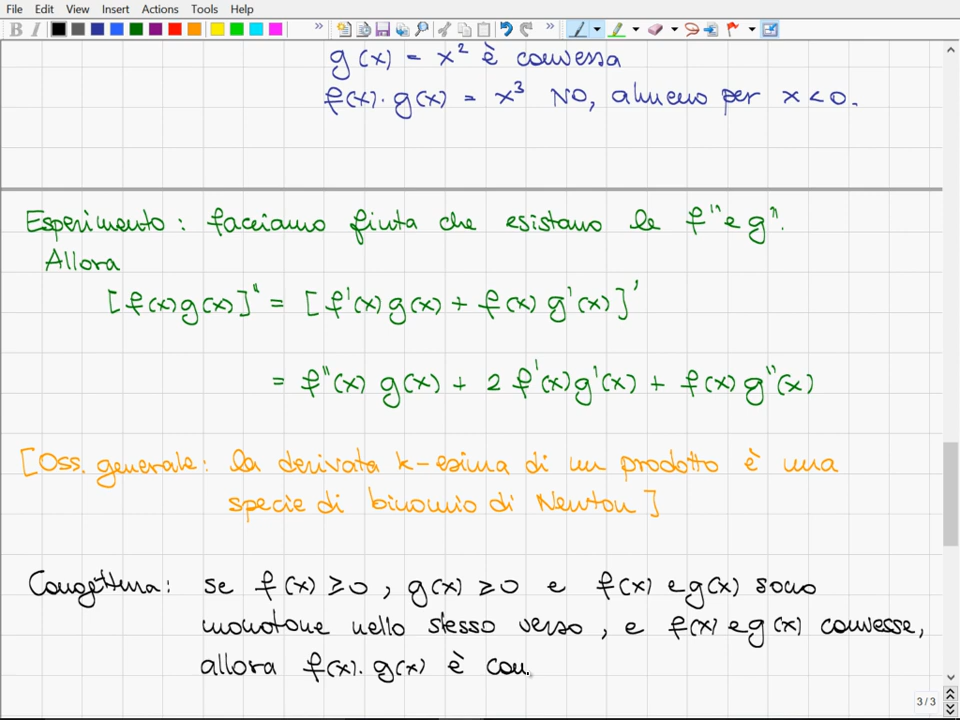 File Edit View Insert Actions Tools Help
B I
g(x) = x² è convessa
f(x)·g(x) = x³ NO, almeno per x<0.
Esperimento: facciamo finta che esistano le f" e g".
Allora
[f(x)g(x)]" = [f'(x)g(x) + f(x)g'(x)]'
= f"(x)g(x) + 2f'(x)g'(x) + f(x)g"(x)
[Oss. generale: la derivata k-esima di un prodotto è una
specie di binomio di Newton]
Congettura: se f(x) ≥0, g(x) ≥0 e f(x) e g(x) sono
monotone nello stesso verso, e f(x) e g(x) convesse,
allora f(x)·g(x) è con
3/3